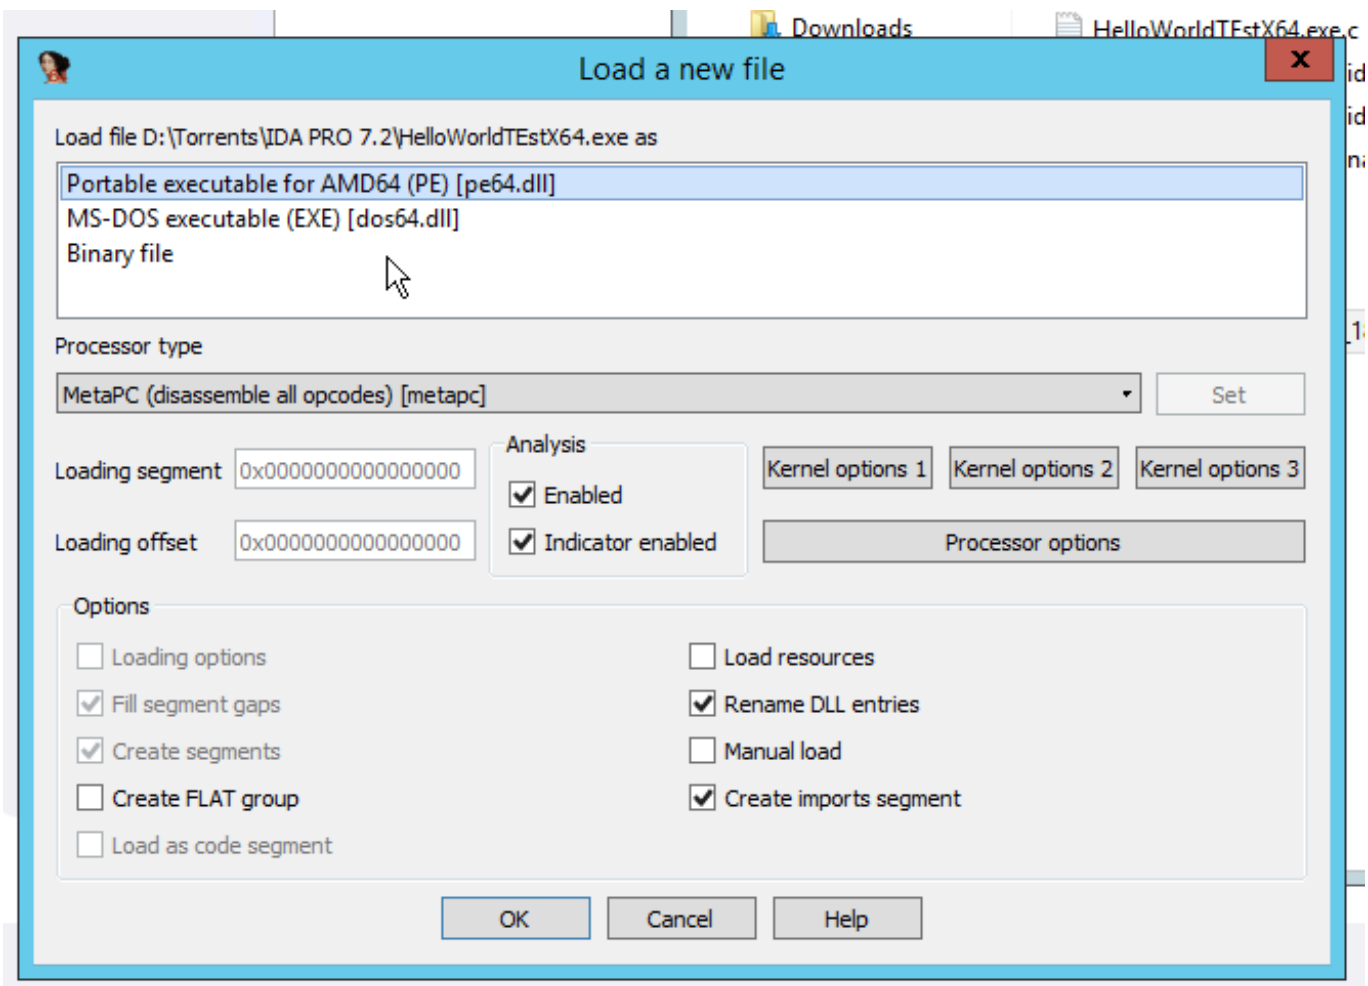 Downloads
HelloWorldTEstX64.exe.c
Load a new file
id
Load file D:\Torrents\IDA PRO 7.2\HelloWorldTEstX64.exe as
id
Portable executable for AMD64 (PE) [pe64.dll]
MS-DOS executable (EXE) [dos64.dll]
Binary file
Processor type
MetaPC (disassemble all opcodes) [metapc]
Set
Analysis
Loading segment
0x0000000000000000
Enabled
Kernel options 1
Kernel options 2
Kernel options 3
Loading offset
0x0000000000000000
Indicator enabled
Processor options
Options
Loading options
Load resources
Fill segment gaps
Rename DLL entries
Create segments
Manual load
Create FLAT group
Create imports segment
Load as code segment
OK
Cancel
Help